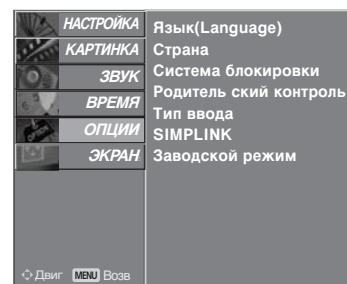 НАСТРОЙКА
КАРТИНКА
ЗВУК
ВРЕМЯ
ОПЦИИ
ЭКРАН
Язык(Language)
Страна
Система блокировки
Родитель ский контроль
Тип ввода
SIMPLINK
Заводской режим
Двиг MENU Возв